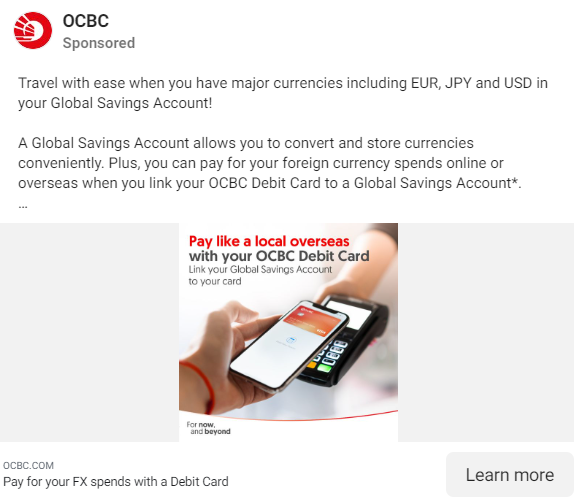 OCBC
Sponsored
Travel with ease when you have major currencies including EUR, JPY and USD in
your Global Savings Account!
A Global Savings Account allows you to convert and store currencies
conveniently. Plus, you can pay for your foreign currency spends online or
overseas when you link your OCBC Debit Card to a Global Savings Account*.
...
Pay like a local overseas
with your OCBC Debit Card
Link your Global Savings Account
to your card
For now,
and beyond
OCBC.COM
Pay for your FX spends with a Debit Card
Learn more